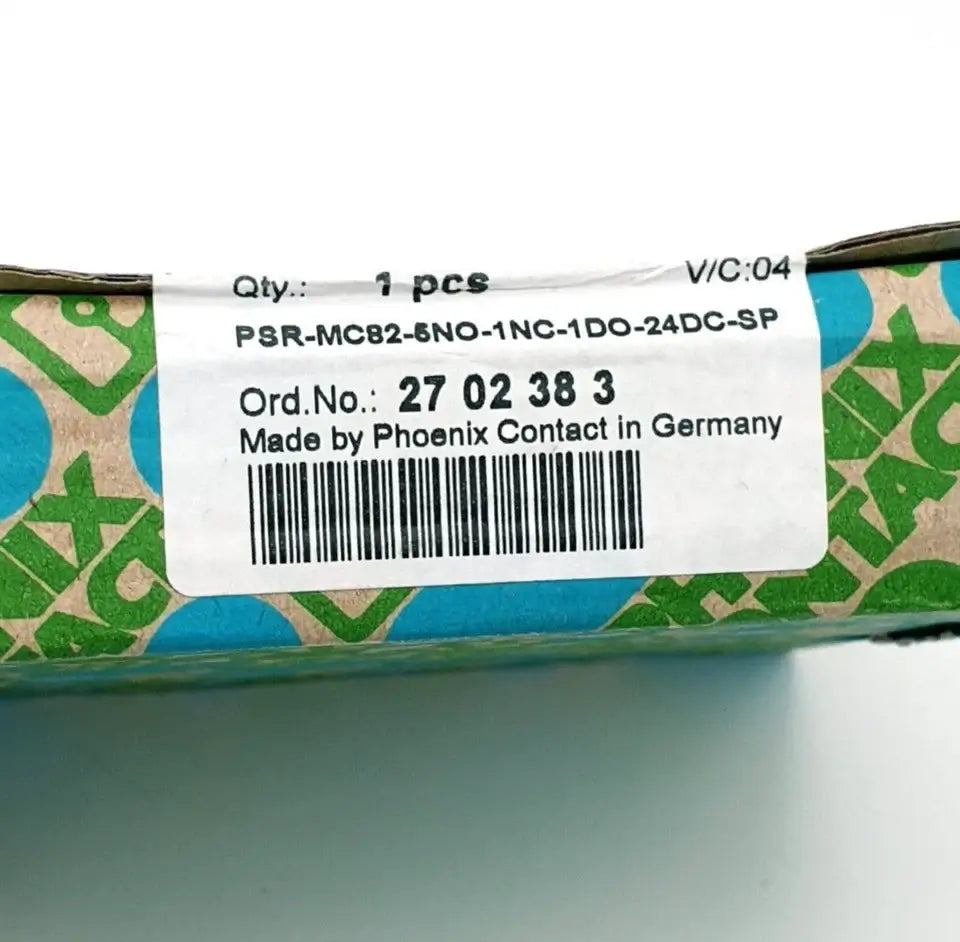 Qty.: 1 pcs V/C:04
PSR-MC82-5NO-1NC-1DO-24DC-SP
Ord.No.: 27 02 38 3
Made by Phoenix Contact in Germany